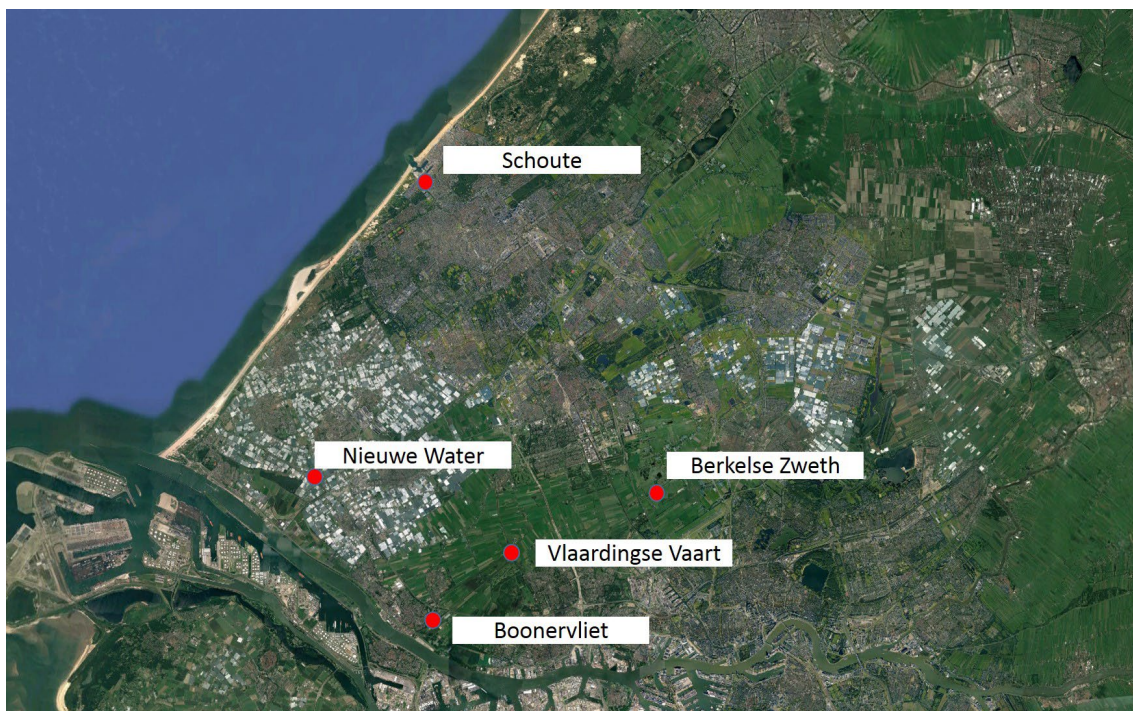 Schoute
Nieuwe Water
Berkelse Zweth
Vlaardingse Vaart
Boonervliet